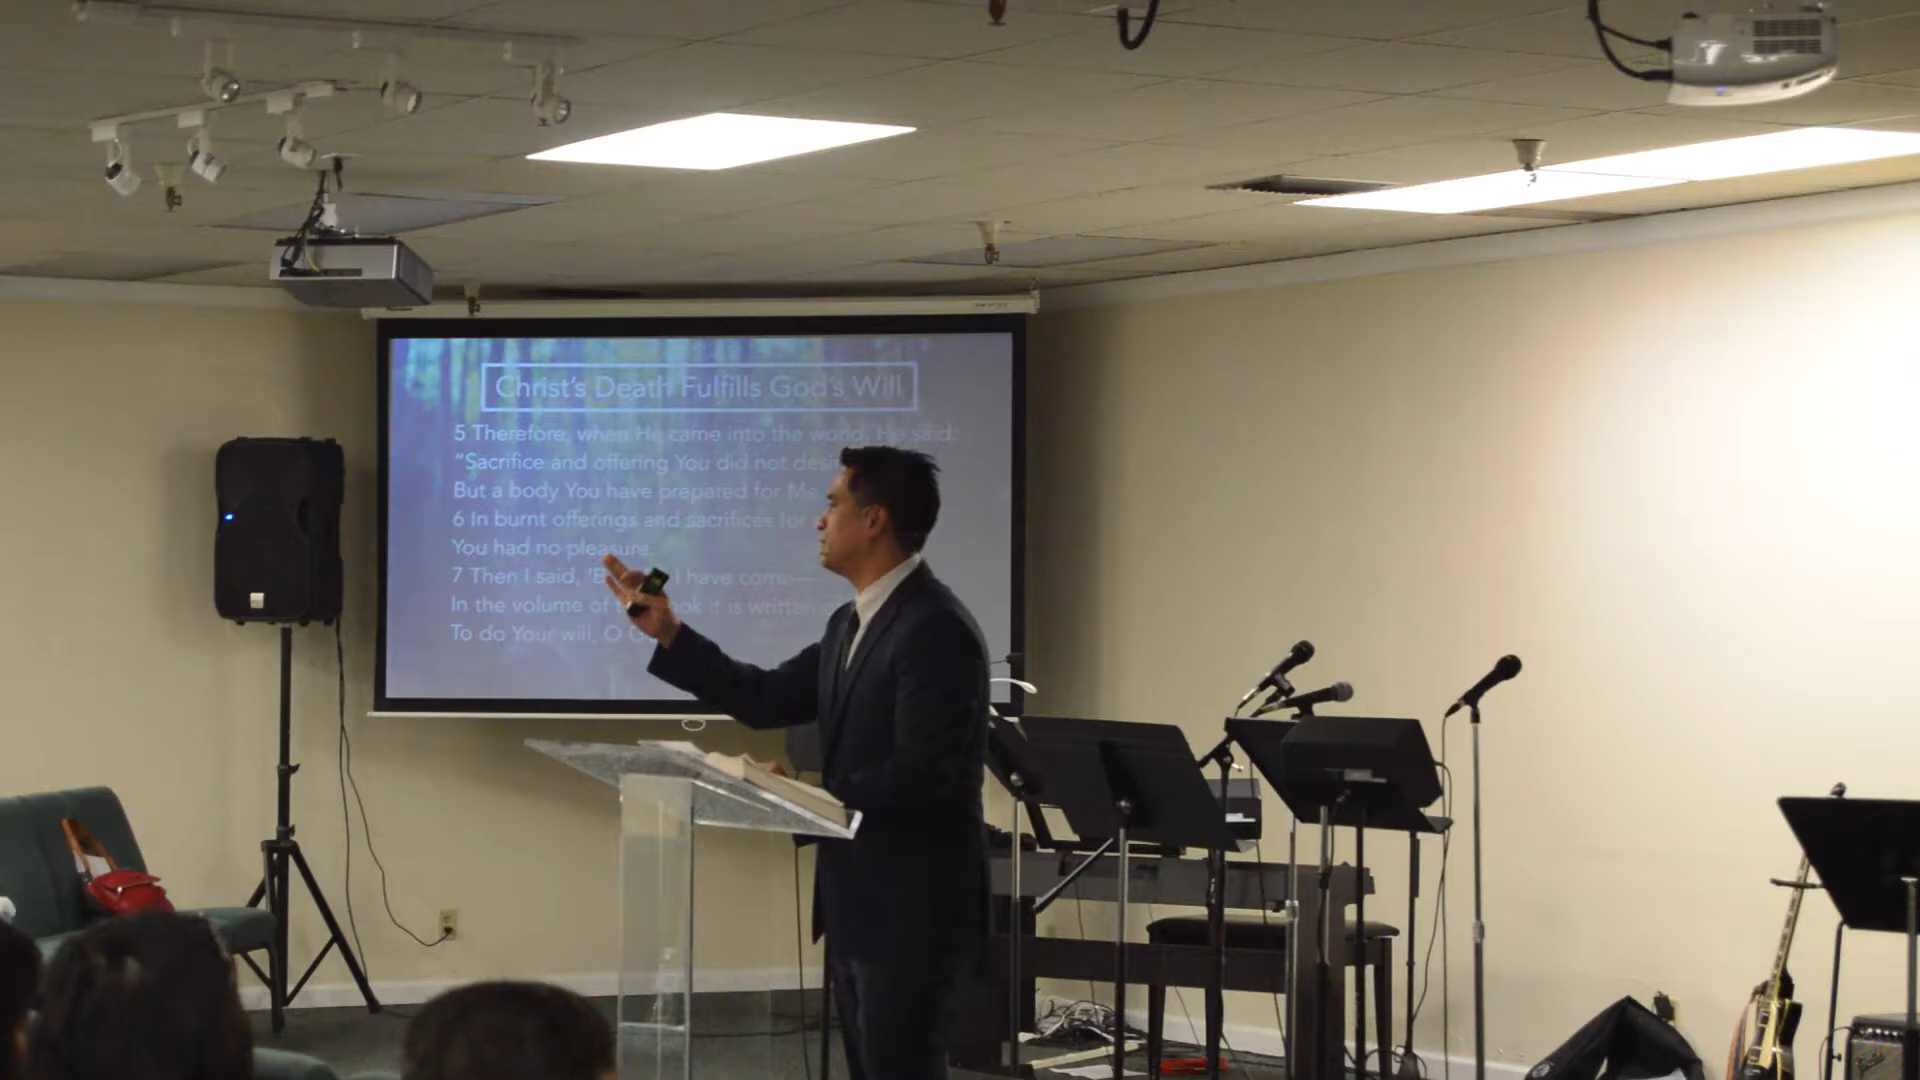 Christ's Death Fulfills God's Will
5 Therefore, when He came into the world, He said:
"Sacrifice and offering You did not desi
But a body You have prepared for Me
6 In burnt offerings and sacrifices for
You had no pleasure.
7 Then I said, 'B I have come—
In the volume of ook it is written
To do Your will, O G